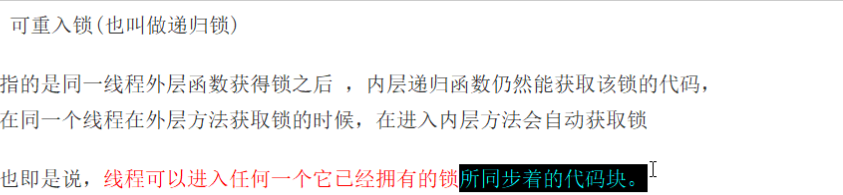 可重入锁(也叫做递归锁)
指的是同一线程外层函数获得锁之后 ，内层递归函数仍然能获取该锁的代码，
在同一个线程在外层方法获取锁的时候，在进入内层方法会自动获取锁
也即是说，线程可以进入任何一个它已经拥有的锁所同步着的代码块。